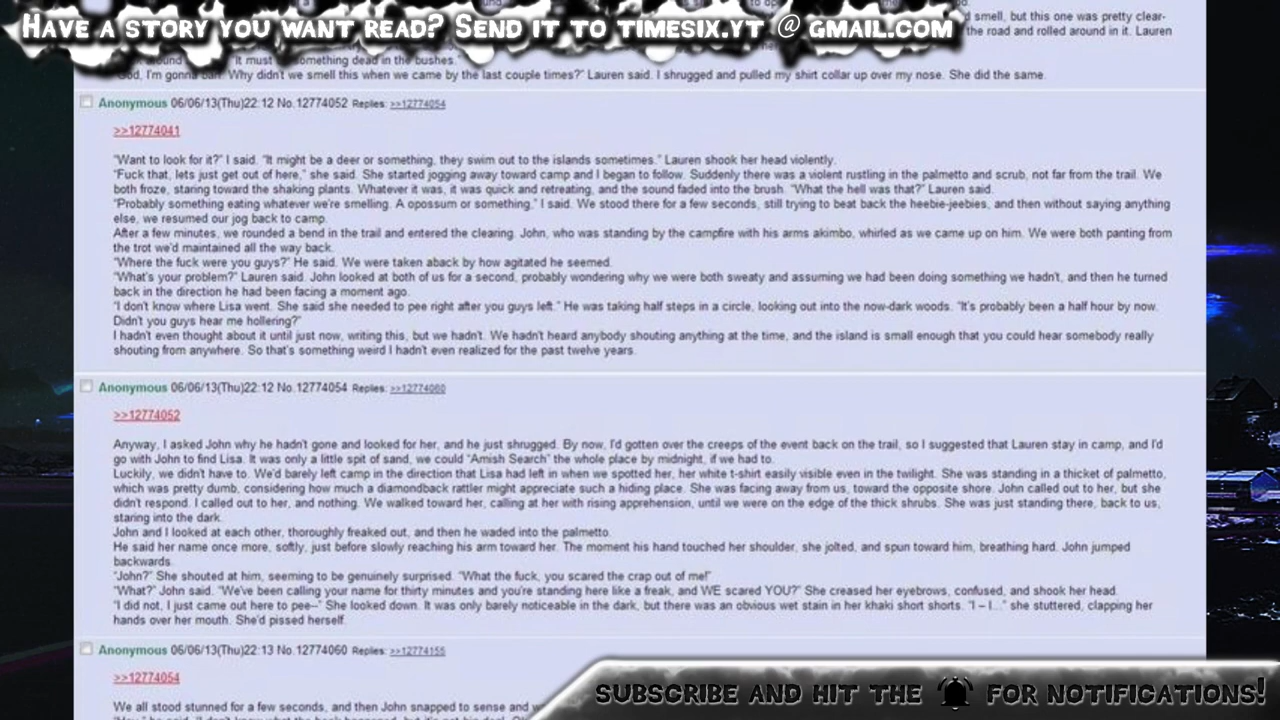 HAVE A STORY YOU WANT READ? SEND IT TO TIMESIX.YT @ GMAIL.COM
smell, but this one was pretty clear-
the road and rolled around in it. Lauren
"It must
something dead in the bushes."
Why didn't we smell this when we came by the last couple times?" Lauren said. I shrugged and pulled my shirt collar up over my nose. She did the same.
Anonymous 06/06/13(Thu)22:12 No.12774052 Replies: >>12774054
>>12774041
"Want to look for it?" I said. "It might be a deer or something, they swim out to the islands sometimes." Lauren shook her head violently.
"Fuck that, lets just get out of here," she said. She started jogging away toward camp and I began to follow. Suddenly there was a violent rustling in the palmetto and scrub, not far from the trail. We
both froze, staring toward the shaking plants. Whatever it was, it was quick and retreating, and the sound faded into the brush. "What the hell was that?" Lauren said.
"Probably something eating whatever we're smelling. A opossum or something," I said. We stood there for a few seconds, still trying to beat back the heebie-jeebies, and then without saying anything
else, we resumed our jog back to camp.
After a few minutes, we rounded a bend in the trail and entered the clearing. John, who was standing by the campfire with his arms akimbo, whirled as we came up on him. We were both panting from
the trot we'd maintained all the way back.
"Where the fuck were you guys?" He said. We were taken aback by how agitated he seemed.
"What's your problem?" Lauren said. John looked at both of us for a second, probably wondering why we were both sweaty and assuming we had been doing something we hadn't, and then he turned
back in the direction he had been facing a moment ago.
"I don't know where Lisa went. She said she needed to pee right after you guys left." He was taking half steps in a circle, looking out into the now-dark woods. "It's probably been a half hour by now.
Didn't you guys hear me hollering?"
I hadn't even thought about it until just now, writing this, but we hadn't. We hadn't heard anybody shouting anything at the time, and the island is small enough that you could hear somebody really
shouting from anywhere. So that's something weird I hadn't even realized for the past twelve years.
Anonymous 06/06/13(Thu)22:12 No.12774054 Replies: >>12774060
>>12774052
Anyway, I asked John why he hadn't gone and looked for her, and he just shrugged. By now, I'd gotten over the creeps of the event back on the trail, so I suggested that Lauren stay in camp, and I'd
go with John to find Lisa. It was only a little spit of sand, we could "Amish Search" the whole place by midnight, if we had to.
Luckily, we didn't have to. We'd barely left camp in the direction that Lisa had left in when we spotted her, her white t-shirt easily visible even in the twilight. She was standing in a thicket of palmetto,
which was pretty dumb, considering how much a diamondback rattler might appreciate such a hiding place. She was facing away from us, toward the opposite shore. John called out to her, but she
didn't respond. I called out to her, and nothing. We walked toward her, calling at her with rising apprehension, until we were on the edge of the thick shrubs. She was just standing there, back to us,
staring into the dark.
John and I looked at each other, thoroughly freaked out, and then he waded into the palmetto.
He said her name once more, softly, just before slowly reaching his arm toward her. The moment his hand touched her shoulder, she jolted, and spun toward him, breathing hard. John jumped
backwards.
"John?" She shouted at him, seeming to be genuinely surprised. "What the fuck, you scared the crap out of me!"
"What?" John said. "We've been calling your name for thirty minutes and you're standing here like a freak, and WE scared YOU?" She creased her eyebrows, confused, and shook her head.
"I did not, I just came out here to pee--" She looked down. It was only barely noticeable in the dark, but there was an obvious wet stain in her khaki short shorts. "I – I..." she stuttered, clapping her
hands over her mouth. She'd pissed herself.
Anonymous 06/06/13(Thu)22:13 No.12774060 Replies: >>12774155
>>12774054
We all stood stunned for a few seconds, and then John snapped to sense and
SUBSCRIBE AND HIT THE FOR NOTIFICATIONS!